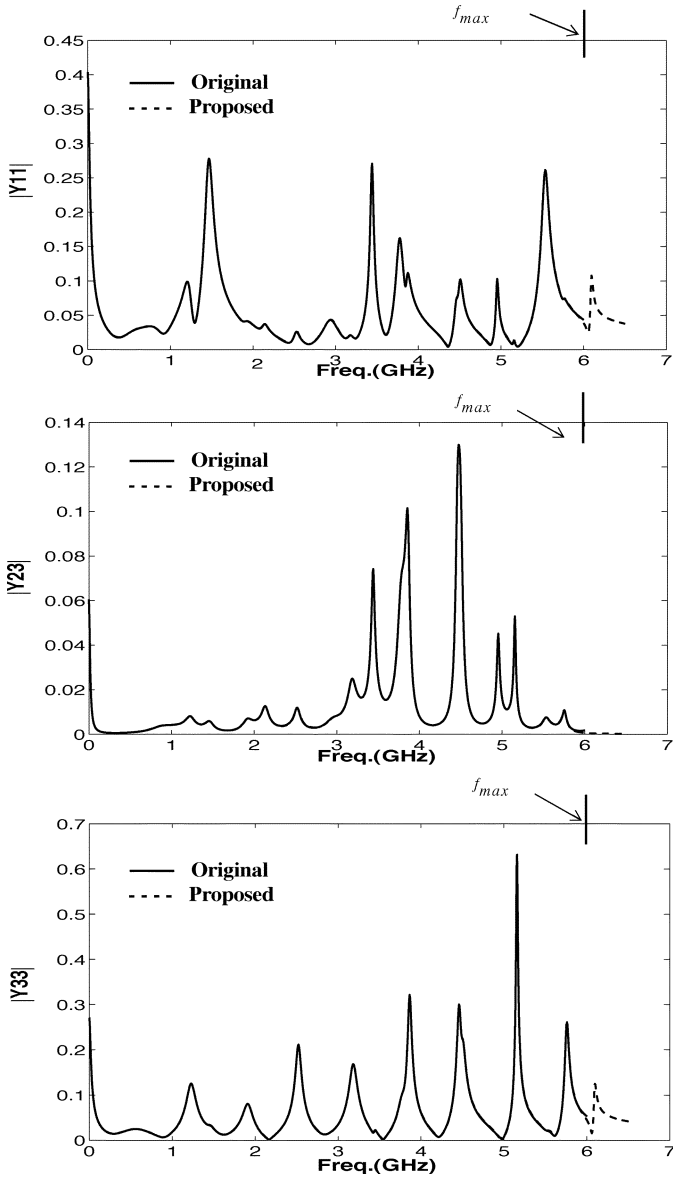 f max
0.45
0.4
0.35
0.3
0.25
0.2
0.15
0.1
0.05
0
|Y11|
Original
Proposed
0 1 2 3 4 5 6 7
Freq.(GHz)
f max
0.14
0.12
0.1
0.08
0.06
0.04
0.02
0
|Y23|
Original
Proposed
0 1 2 3 4 5 6 7
Freq.(GHz)
f max
0.7
0.6
0.5
0.4
0.3
0.2
0.1
0
|Y33|
Original
Proposed
0 1 2 3 4 5 6 7
Freq.(GHz)